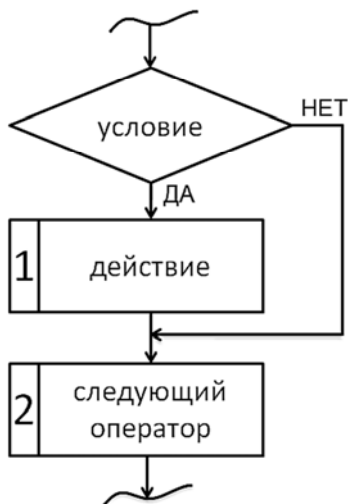 условие
НЕТ
ДА
1
действие
2
следующий
оператор